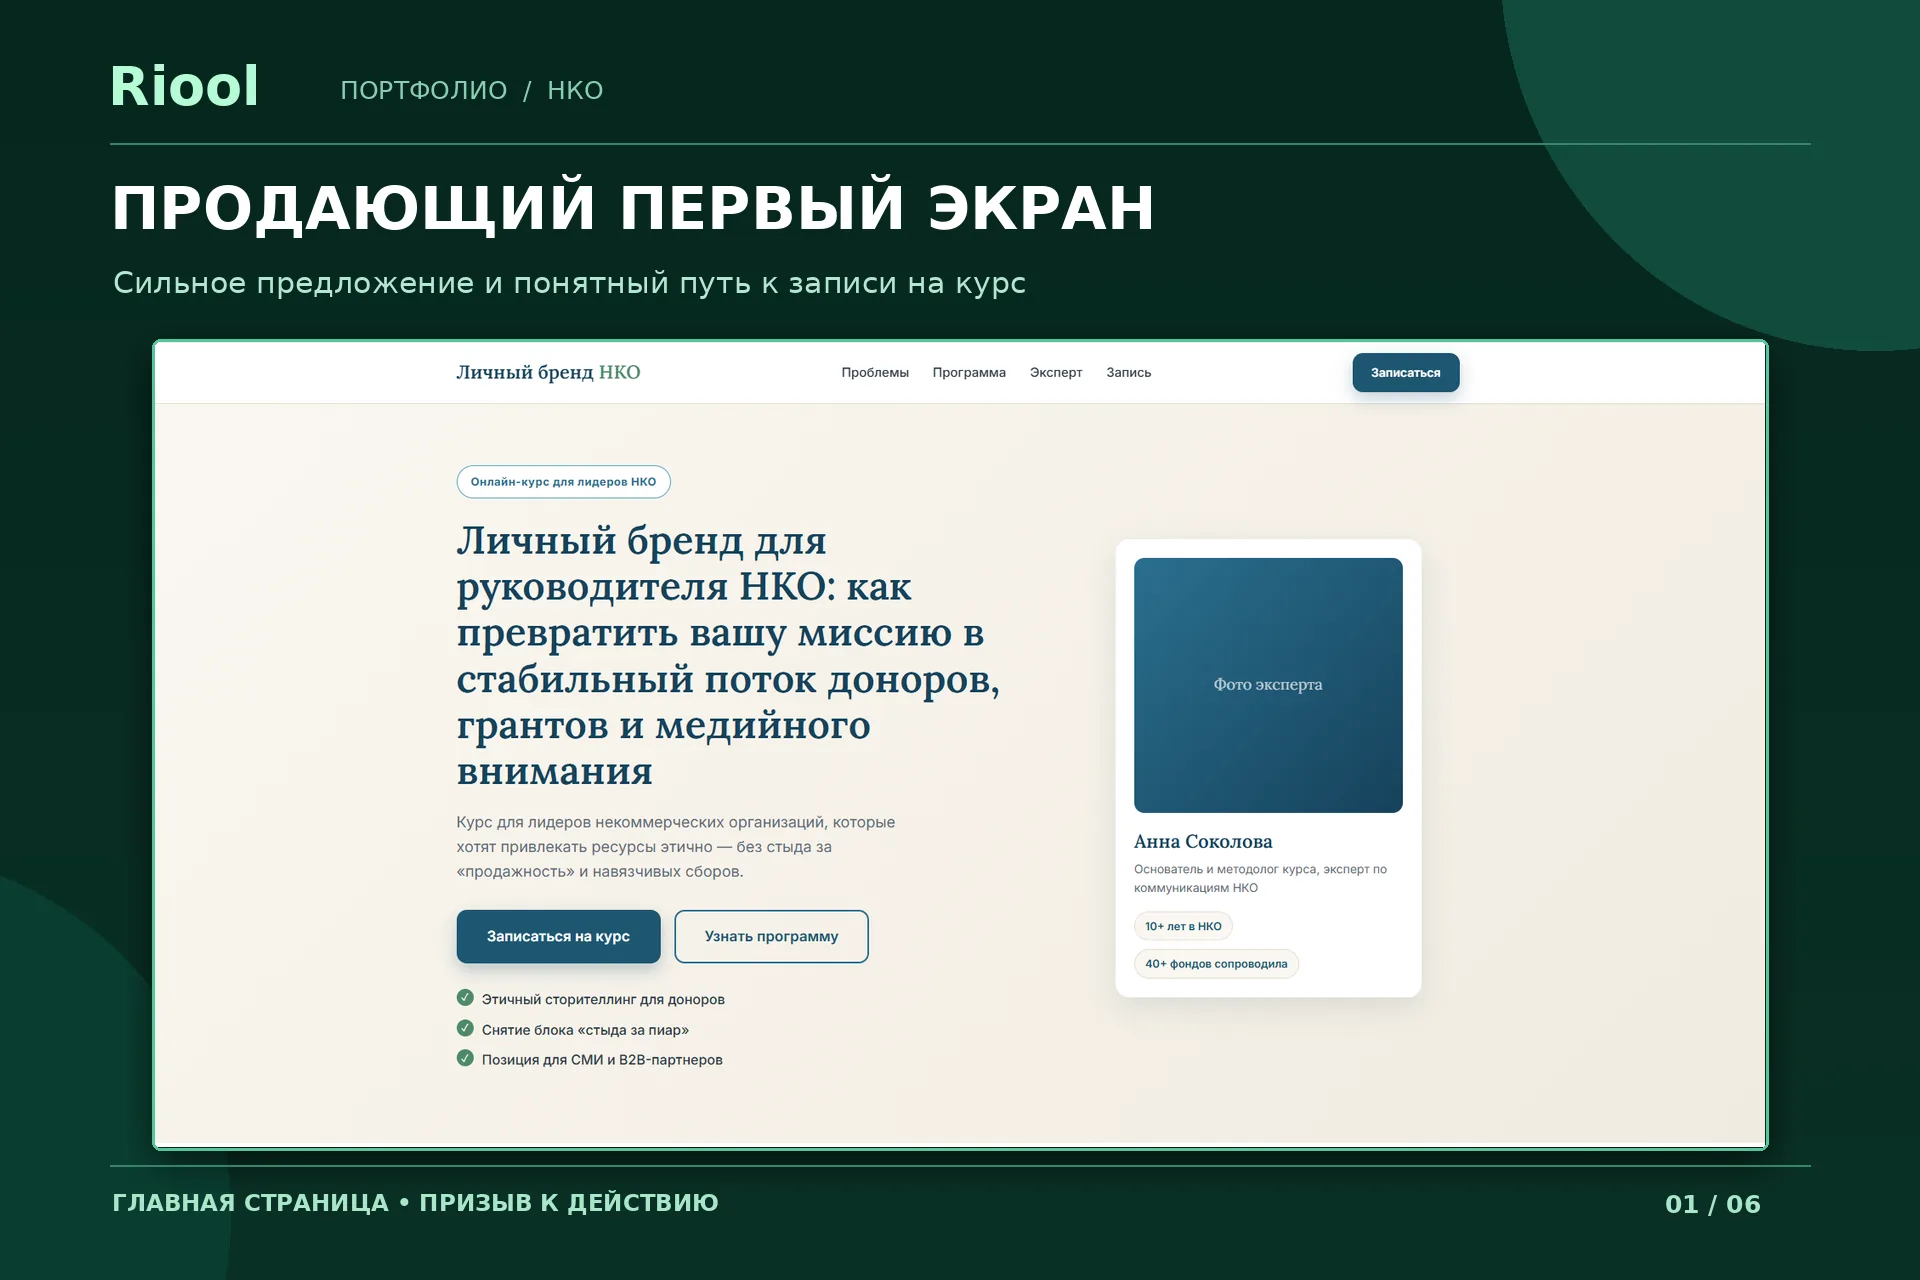 Riool
ПОРТФОЛИО / НКО
ПРОДАЮЩИЙ ПЕРВЫЙ ЭКРАН
Сильное предложение и понятный путь к записи на курс
Личный бренд НКО
Проблемы Программа Эксперт Запись
Записаться
Онлайн-курс для лидеров НКО
Личный бренд для
руководителя НКО: как
превратить вашу миссию в
стабильный поток доноров,
грантов и медийного
внимания
Курс для лидеров некоммерческих организаций, которые
хотят привлекать ресурсы этично — без стыда за
«продажность» и навязчивых сборов.
Записаться на курс
Узнать программу
Этичный сторителлинг для доноров
Снятие блока «стыда за пиар»
Позиция для СМИ и B2B-партнеров
Фото эксперта
Анна Соколова
Основатель и методолог курса, эксперт по
коммуникациям НКО
10+ лет в НКО
40+ фондов сопроводила
ГЛАВНАЯ СТРАНИЦА • ПРИЗЫВ К ДЕЙСТВИЮ
01 / 06